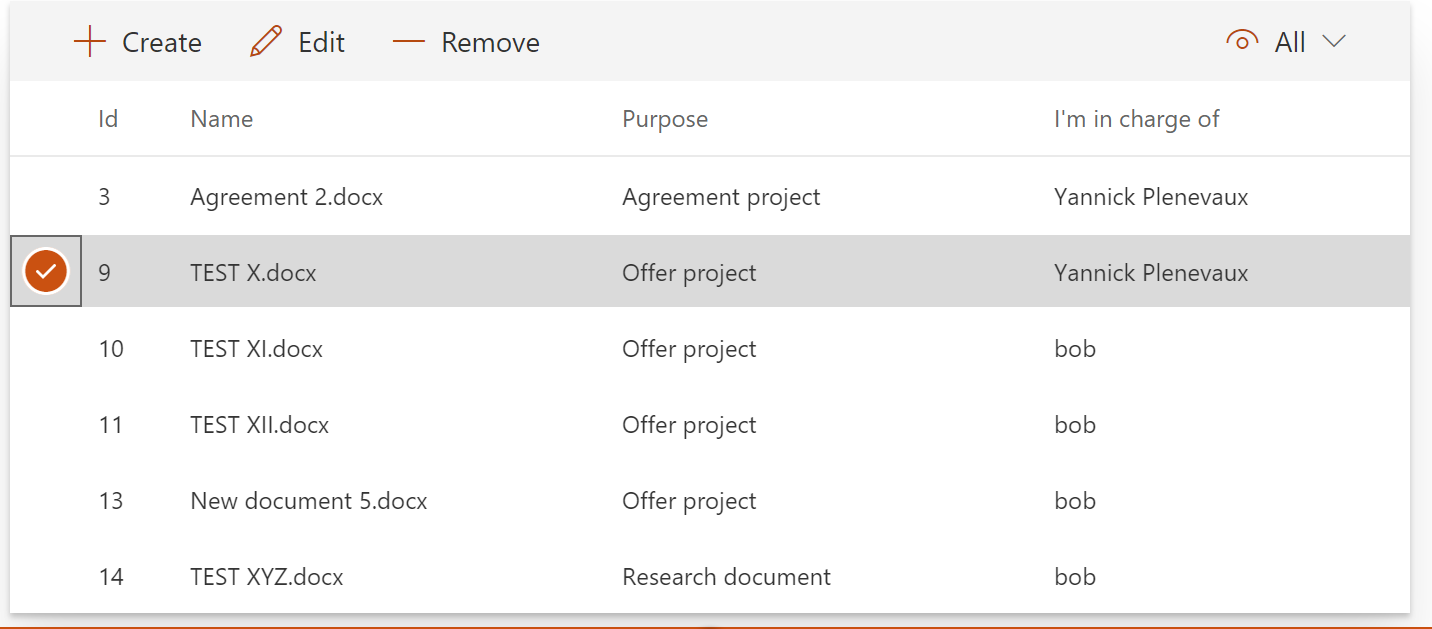 Create Edit Remove All
Id Name Purpose I'm in charge of
3 Agreement 2.docx Agreement project Yannick Plenevaux
9 TEST X.docx Offer project Yannick Plenevaux
10 TEST XI.docx Offer project bob
11 TEST XII.docx Offer project bob
13 New document 5.docx Offer project bob
14 TEST XYZ.docx Research document bob